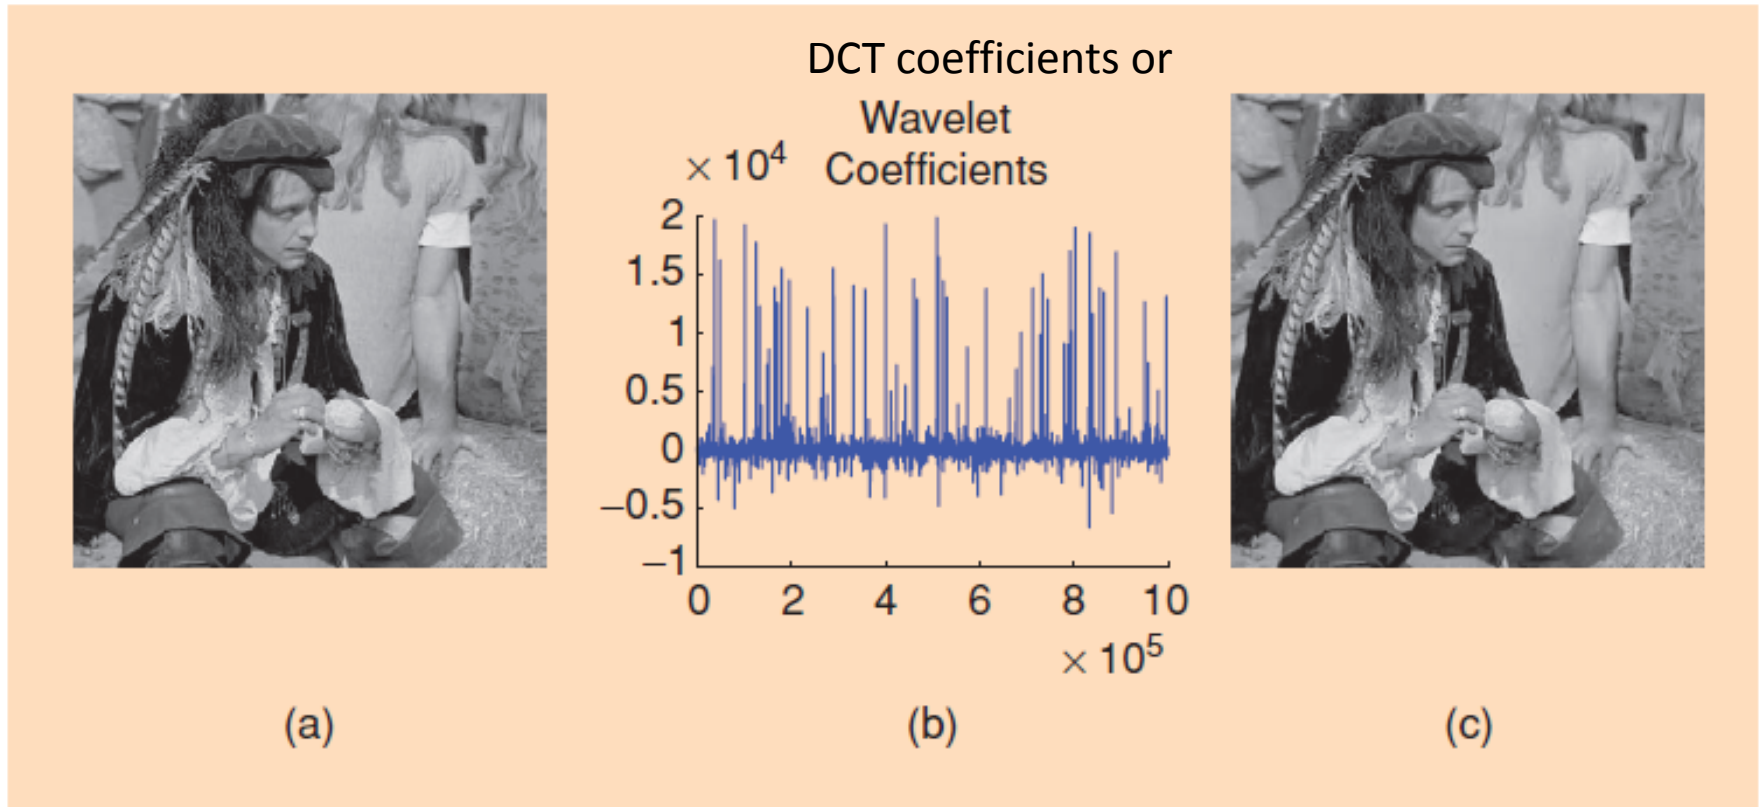 DCT coefficients or
Wavelet
Coefficients
× 10⁴
2
1.5
1
0.5
0
−0.5
−1
0 2 4 6 8 10
× 10⁵
(a) (b) (c)